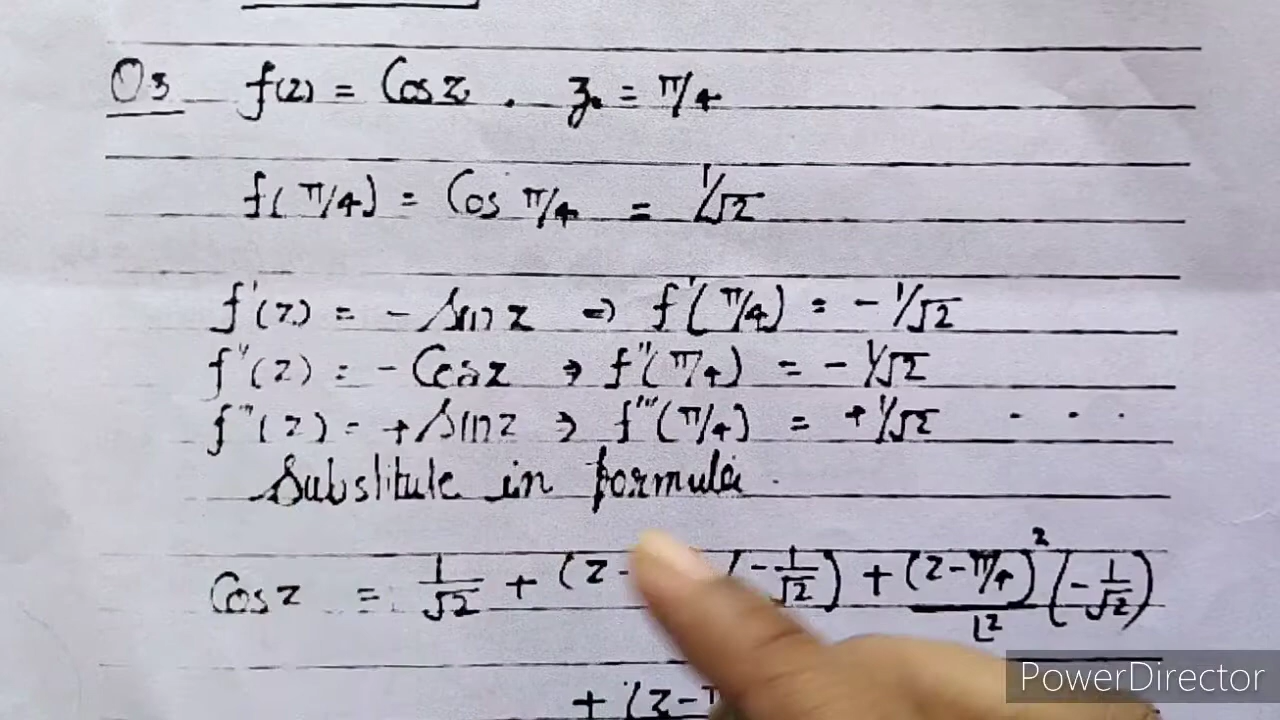 Q3 f(z) = Cos z . z₀ = π/4
f(π/4) = Cos π/4 = 1/√2
f'(z) = - Sin z ⇒ f'(π/4) = - 1/√2
f''(z) = - Cos z ⇒ f''(π/4) = - 1/√2
f'''(z) = + Sin z ⇒ f'''(π/4) = + 1/√2 . . .
Substitute in formula.
Cos z = 1/√2 + (z - (-1/√2) + (z - π/4)²/∟2 (-1/√2)
+ (z - π
PowerDirector